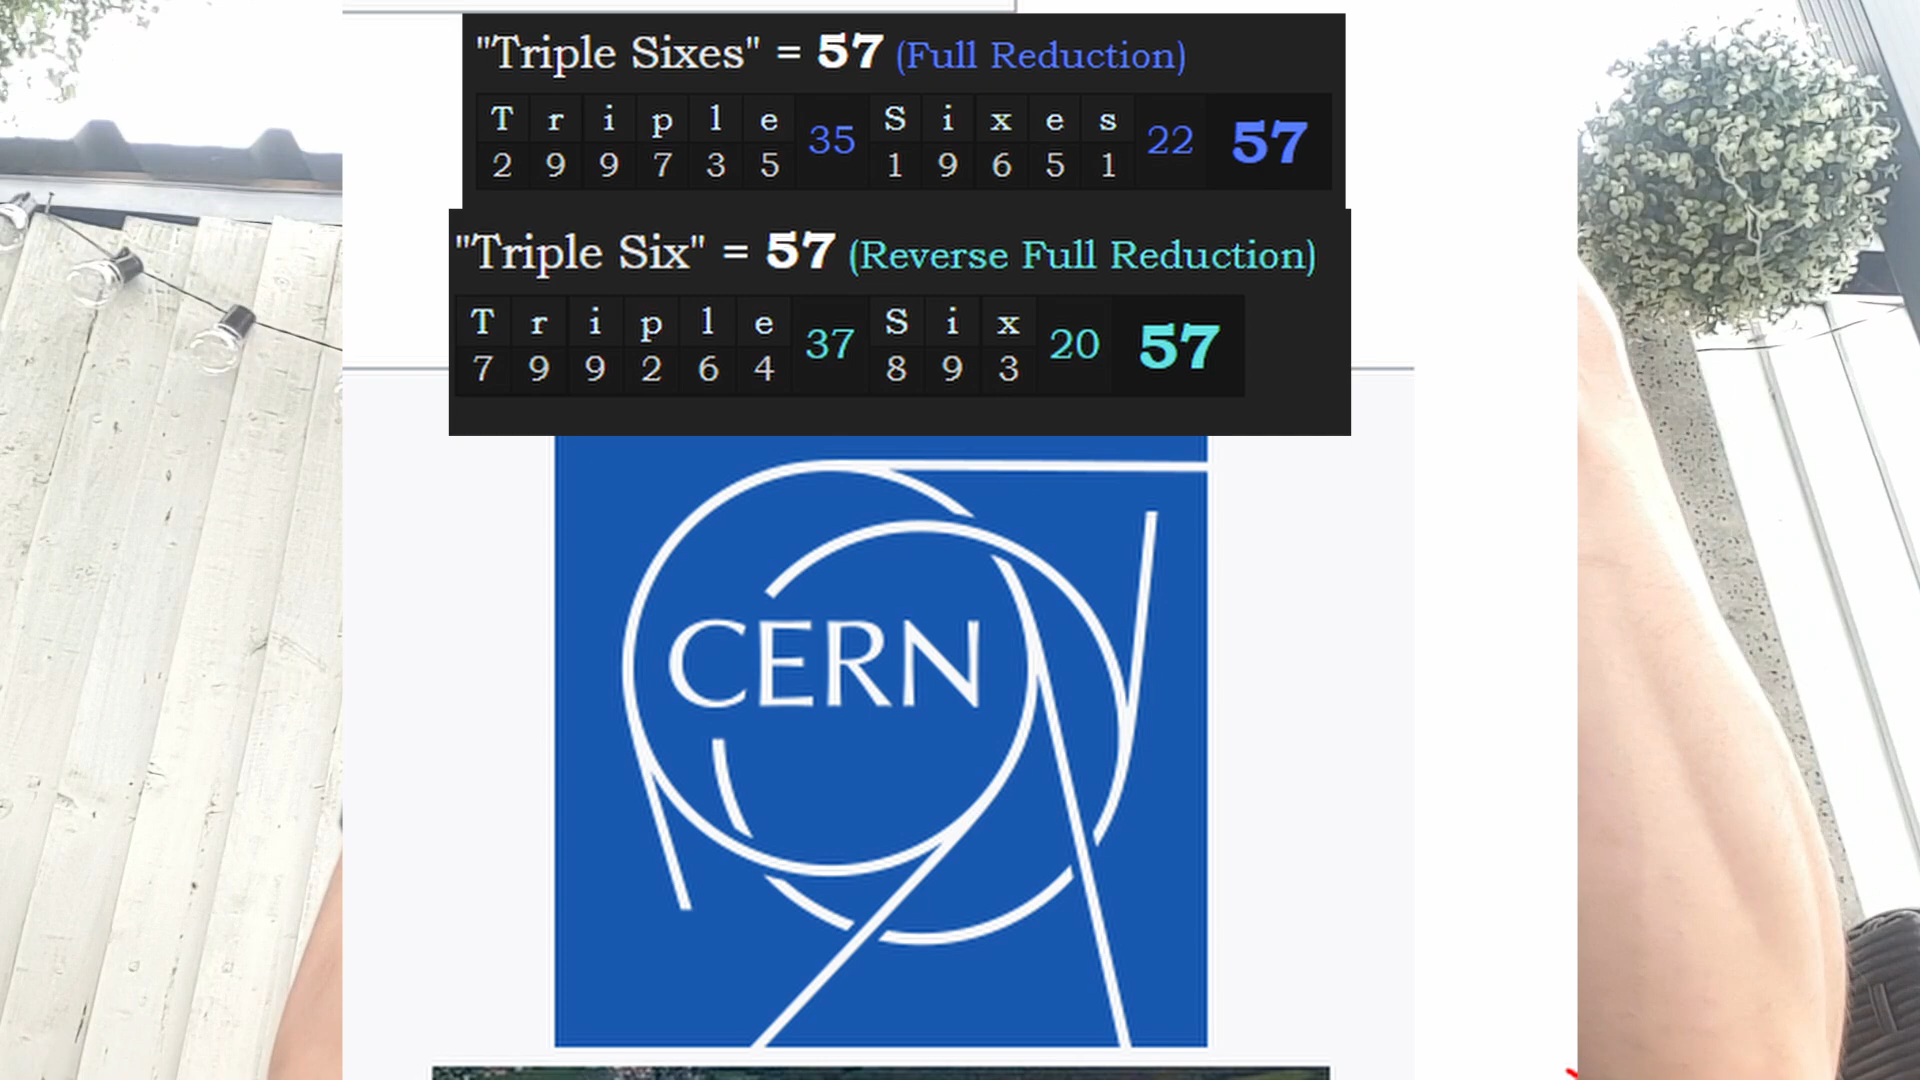 "Triple Sixes" = 57 (Full Reduction)
T r i p l e 35 S i x e s 22 57
2 9 9 7 3 5 1 9 6 5 1
"Triple Six" = 57 (Reverse Full Reduction)
T r i p l e 37 S i x 20 57
7 9 9 2 6 4 8 9 3
CERN